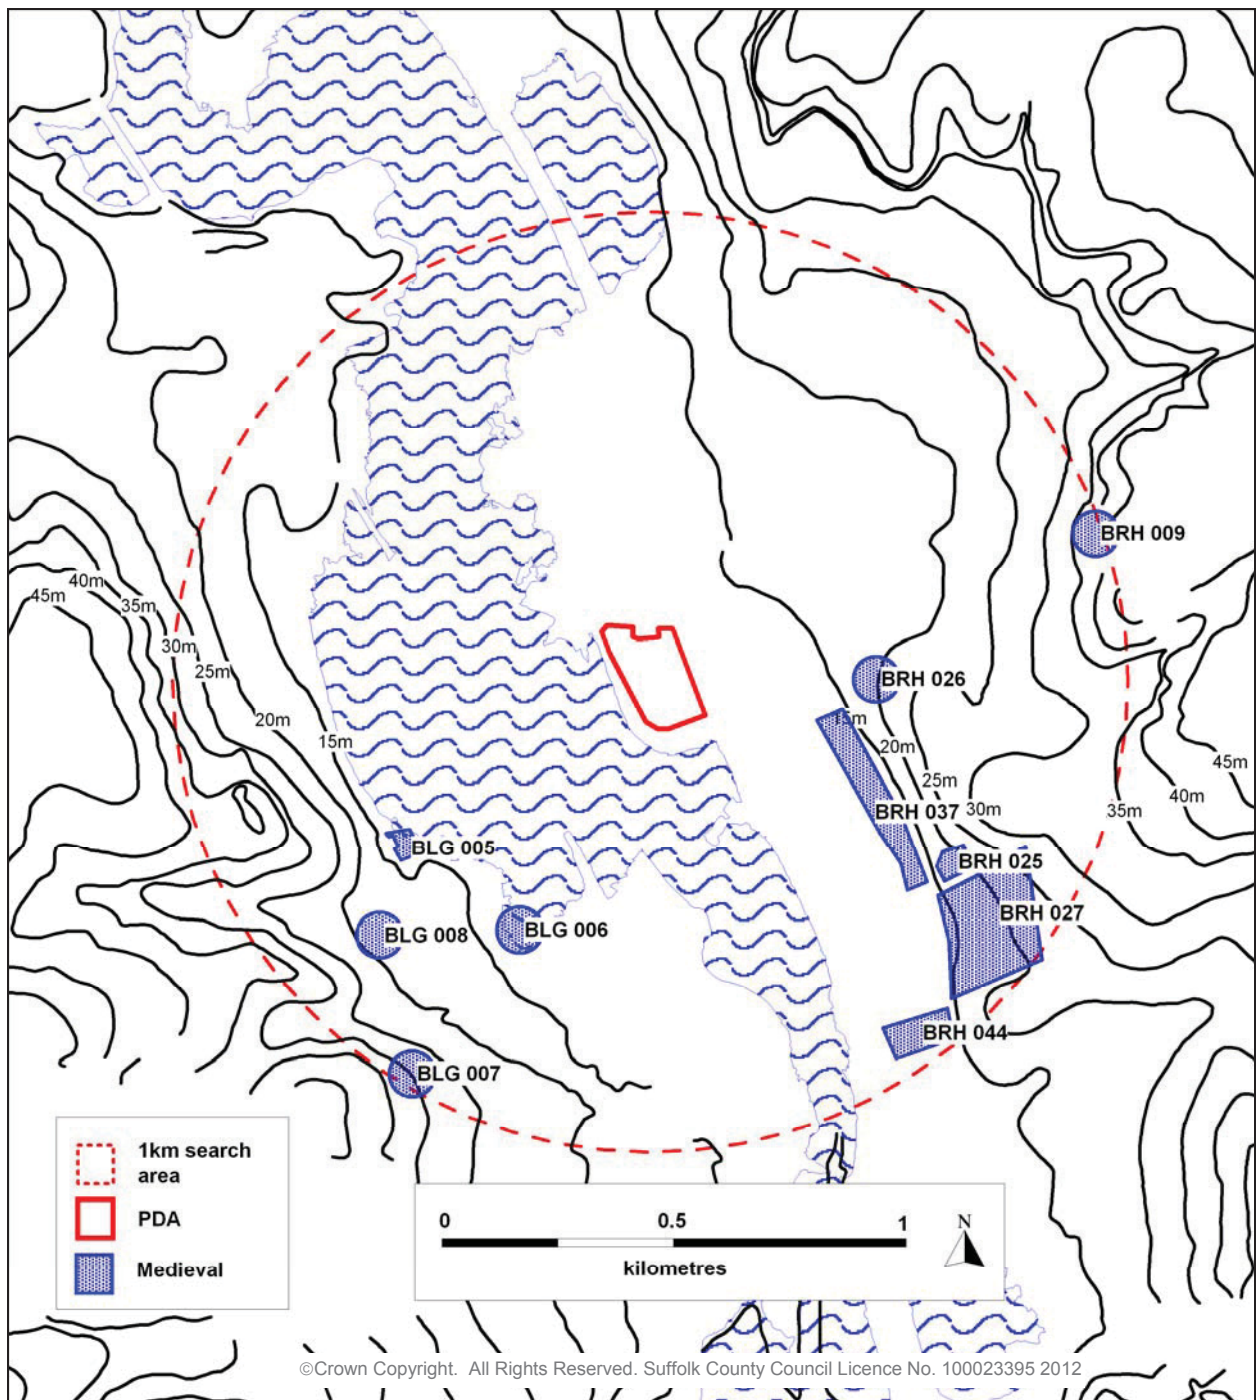 BRH 009
40m
45m
35m
30m
25m
20m
15m
BRH 026
15m
20m
25m
30m
35m
40m
45m
BRH 037
BLG 005
BRH 025
BRH 027
BLG 008
BLG 006
BRH 044
BLG 007
1km search
area
PDA
Medieval
0 0.5 1
kilometres
N
©Crown Copyright. All Rights Reserved. Suffolk County Council Licence No. 100023395 2012